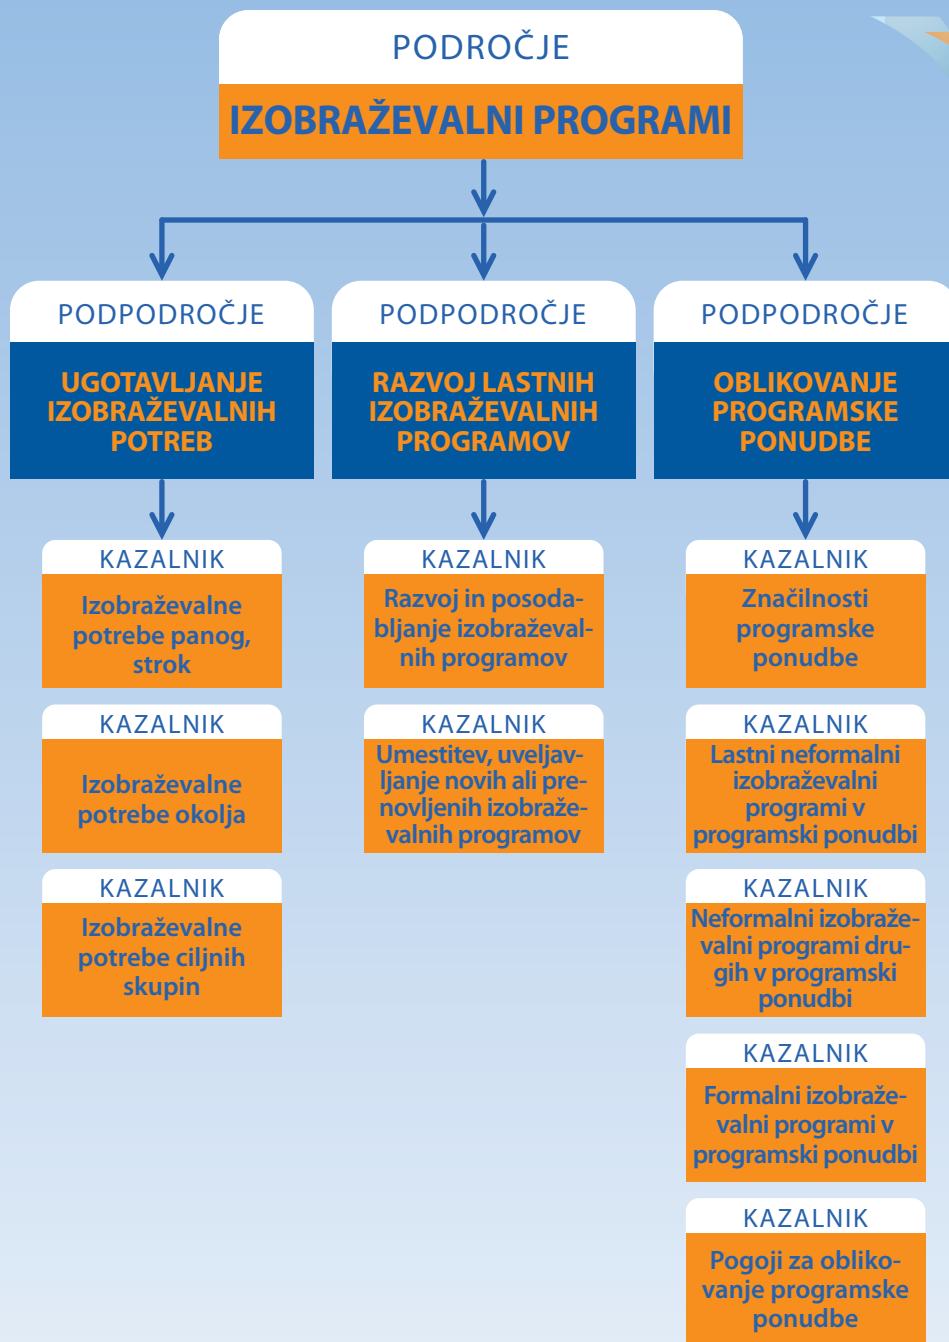 PODROČJE
IZOBRAŽEVALNI PROGRAMI
PODPODROČJE
UGOTAVLJANJE
IZOBRAŽEVALNIH
POTREB
KAZALNIK
Izobraževalne
potrebe panog,
strok
KAZALNIK
Izobraževalne
potrebe okolja
KAZALNIK
Izobraževalne
potrebe ciljnih
skupin
PODPODROČJE
RAZVOJ LASTNIH
IZOBRAŽEVALNIH
PROGRAMOV
KAZALNIK
Razvoj in posoda-
bljanje izobraževal-
nih programov
KAZALNIK
Umestitev, uveljav-
ljanje novih ali pre-
novljenih izobraže-
valnih programov
PODPODROČJE
OBLIKOVANJE
PROGRAMSKE
PONUDBE
KAZALNIK
Značilnosti
programske
ponudbe
KAZALNIK
Lastni neformalni
izobraževalni
programi v
programski ponudbi
KAZALNIK
Neformalni izobraže-
valni programi dru-
gih v programski
ponudbi
KAZALNIK
Formalni izobraže-
valni programi v
programski ponudbi
KAZALNIK
Pogoji za obliko-
vanje programske
ponudbe